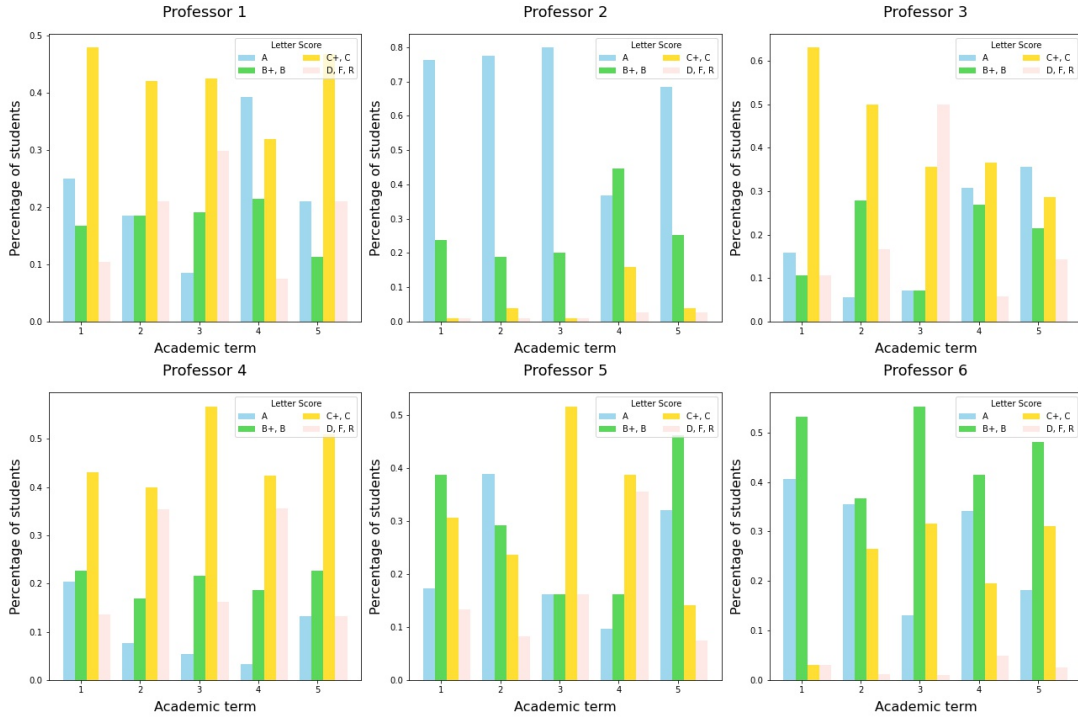 Professor 1
Percentage of students
0.5
0.4
0.3
0.2
0.1
0.0
Letter Score
A
B+, B
C+, C
D, F, R
1 2 3 4 5
Academic term
Professor 2
Percentage of students
0.8
0.7
0.6
0.5
0.4
0.3
0.2
0.1
0.0
Letter Score
A
B+, B
C+, C
D, F, R
1 2 3 4 5
Academic term
Professor 3
Percentage of students
0.6
0.5
0.4
0.3
0.2
0.1
0.0
Letter Score
A
B+, B
C+, C
D, F, R
1 2 3 4 5
Academic term
Professor 4
Percentage of students
0.5
0.4
0.3
0.2
0.1
0.0
Letter Score
A
B+, B
C+, C
D, F, R
1 2 3 4 5
Academic term
Professor 5
Percentage of students
0.5
0.4
0.3
0.2
0.1
0.0
Letter Score
A
B+, B
C+, C
D, F, R
1 2 3 4 5
Academic term
Professor 6
Percentage of students
0.5
0.4
0.3
0.2
0.1
0.0
Letter Score
A
B+, B
C+, C
D, F, R
1 2 3 4 5
Academic term